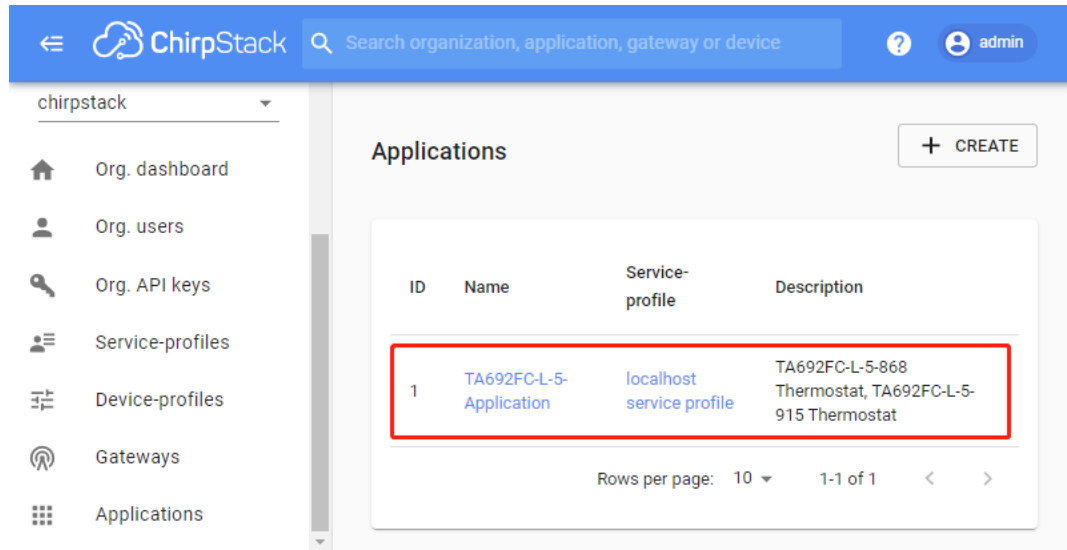 ChirpStack
Search organization, application, gateway or device
?
admin
chirpstack
Org. dashboard
Org. users
Org. API keys
Service-profiles
Device-profiles
Gateways
Applications
Applications
+ CREATE
ID Name Service-
profile Description
1 TA692FC-L-5-
Application localhost
service profile TA692FC-L-5-868
Thermostat, TA692FC-L-5-
915 Thermostat
Rows per page: 10 1-1 of 1 < >